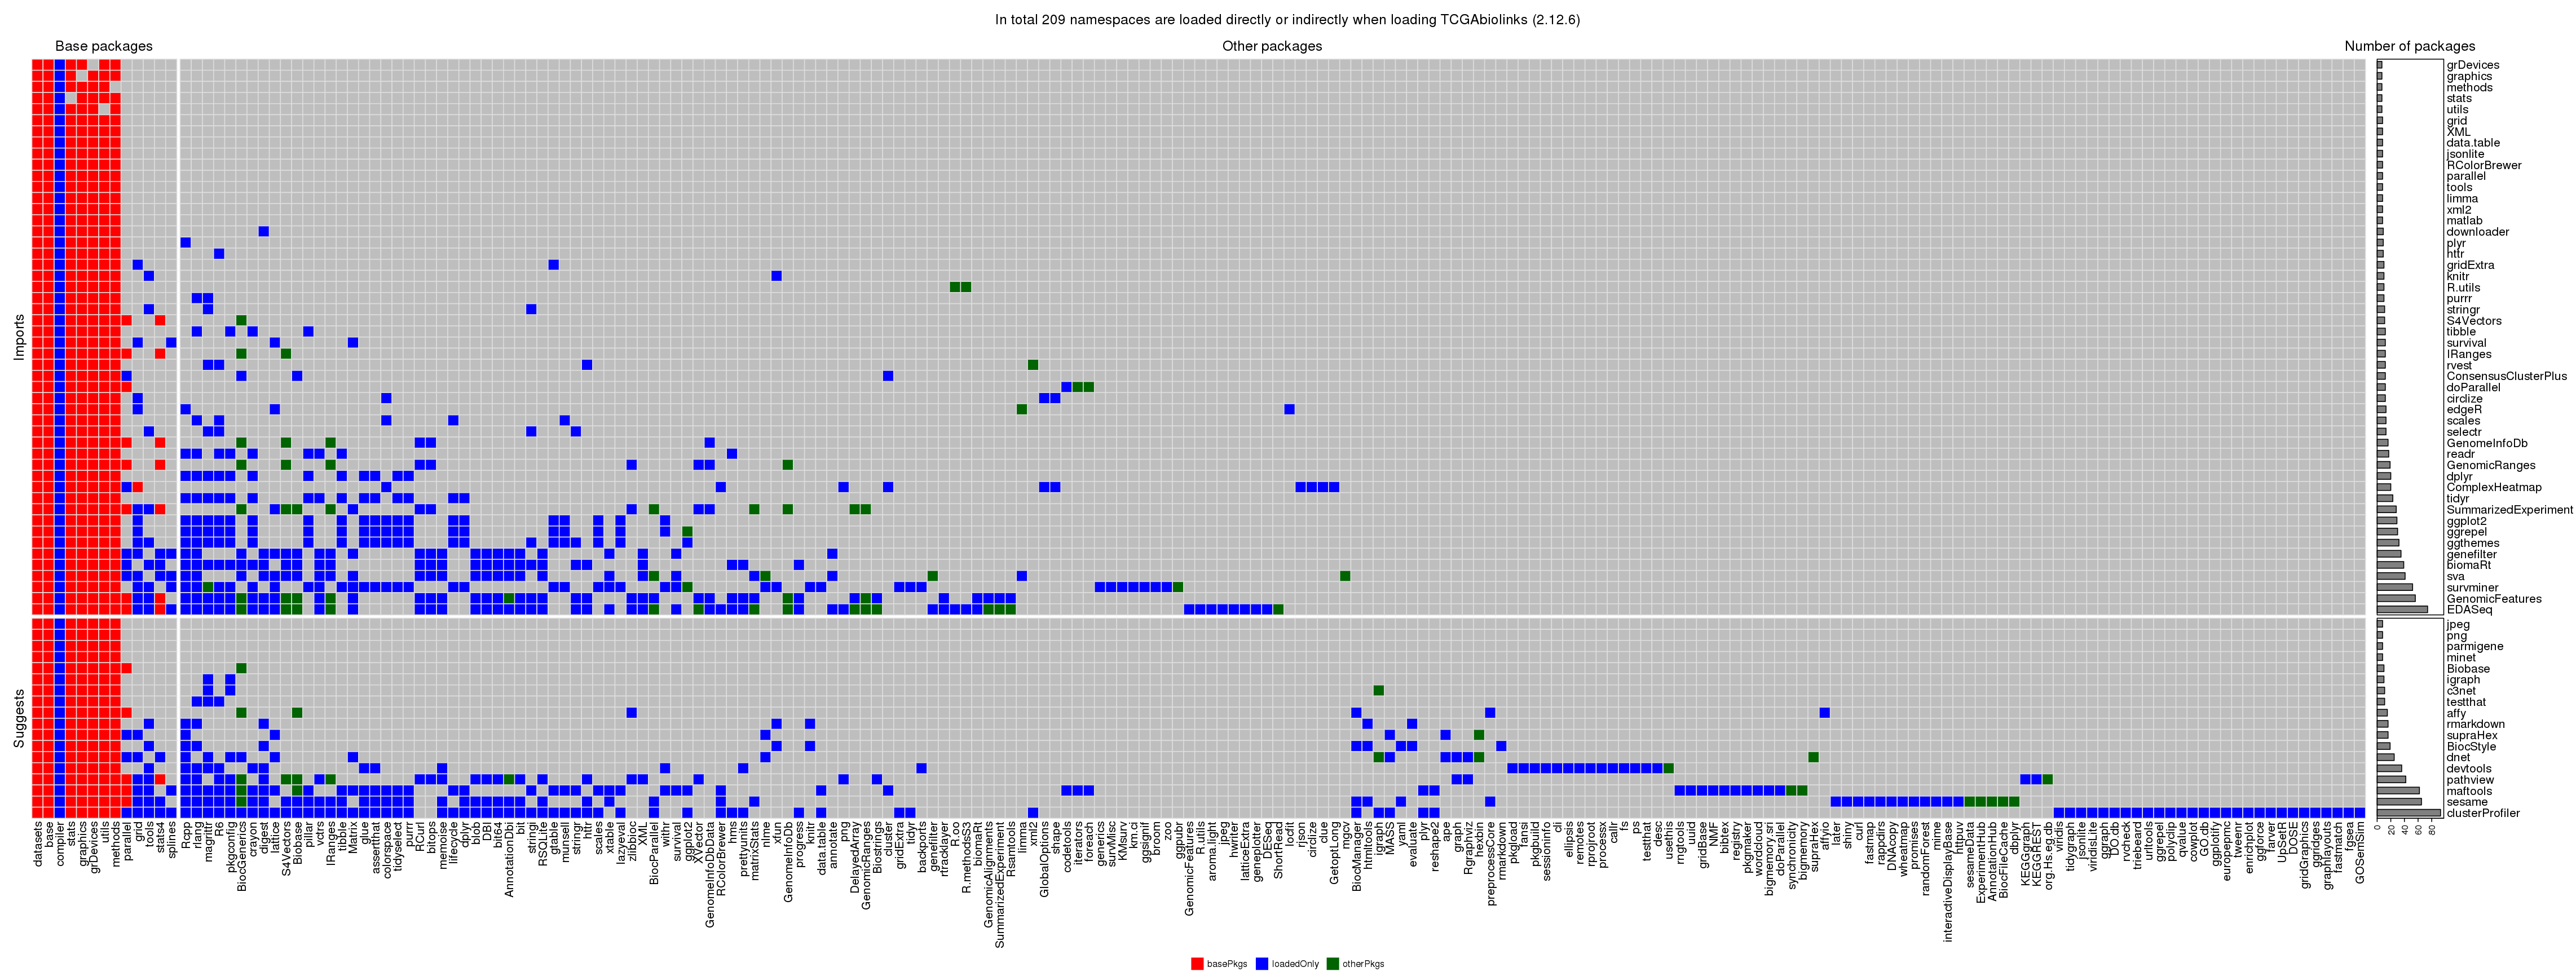 In total 209 namespaces are loaded directly or indirectly when loading TCGAbiolinks (2.12.6)
Base packages
Other packages
Number of packages
Imports
grDevices
graphics
methods
stats
utils
grid
XML
data.table
jsonlite
RColorBrewer
parallel
tools
limma
xml2
matlab
downloader
plyr
httr
gridExtra
knitr
R.utils
purrr
stringr
S4Vectors
tibble
survival
IRanges
rvest
ConsensusClusterPlus
doParallel
circlize
edgeR
scales
selectr
GenomeInfoDb
readr
GenomicRanges
dplyr
ComplexHeatmap
tidyr
SummarizedExperiment
ggplot2
ggrepel
ggthemes
genefilter
biomaRt
sva
survminer
GenomicFeatures
EDASeq
Suggests
jpeg
png
parmigene
minet
Biobase
igraph
c3net
testthat
affy
rmarkdown
supraHex
BiocStyle
dnet
devtools
pathview
maftools
sesame
clusterProfiler
0
20
40
60
80
datasets
base
compiler
stats
graphics
grDevices
utils
methods
parallel
grid
tools
stats4
splines
Rcpp
rlang
magrittr
R6
pkgconfig
BiocGenerics
crayon
digest
lattice
S4Vectors
Biobase
pillar
vctrs
IRanges
tibble
Matrix
glue
assertthat
colorspace
tidyselect
purrr
RCurl
bitops
memoise
lifecycle
dplyr
blob
DBI
bit64
AnnotationDbi
bit
stringi
RSQLite
gtable
munsell
stringr
httr
scales
xtable
lazyeval
zlibbioc
XML
BiocParallel
withr
survival
ggplot2
XVector
GenomeInfoDbData
RColorBrewer
hms
prettyunits
matrixStats
nlme
xfun
GenomeInfoDb
progress
knitr
data.table
annotate
png
DelayedArray
GenomicRanges
Biostrings
cluster
gridExtra
tidyr
backports
genefilter
rtracklayer
R.oo
R.methodsS3
biomaRt
GenomicAlignments
SummarizedExperiment
Rsamtools
limma
xml2
GlobalOptions
shape
codetools
iterators
foreach
generics
survMisc
KMsurv
km.ci
ggsignif
broom
zoo
ggpubr
GenomicFeatures
R.utils
aroma.light
jpeg
hwriter
latticeExtra
geneplotter
DESeq
ShortRead
locfit
rjson
circlize
clue
GetoptLong
mgcv
BiocManager
htmltools
igraph
MASS
yaml
evaluate
plyr
reshape2
ape
graph
Rgraphviz
hexbin
preprocessCore
rmarkdown
pkgload
fansi
pkgbuild
sessioninfo
cli
ellipsis
remotes
rprojroot
processx
callr
fs
ps
testthat
desc
usethis
rngtools
uuid
gridBase
NMF
bibtex
registry
pkgmaker
wordcloud
bigmemory.sri
doParallel
synchronicity
bigmemory
supraHex
affyio
later
shiny
curl
fastmap
rappdirs
DNAcopy
wheatmap
promises
randomForest
mime
interactiveDisplayBase
httpuv
sesameData
ExperimentHub
AnnotationHub
BiocFileCache
dbplyr
KEGGgraph
KEGGREST
org.Hs.eg.db
viridis
tidygraph
jsonlite
viridisLite
ggraph
DO.db
rvcheck
triebeard
urltools
ggrepel
polyclip
qvalue
cowplot
GO.db
ggplotify
europepmc
tweenr
enrichplot
ggforce
farver
UpSetR
DOSE
gridGraphics
ggridges
graphlayouts
fastmatch
fgsea
GOSemSim
basePkgs
loadedOnly
otherPkgs